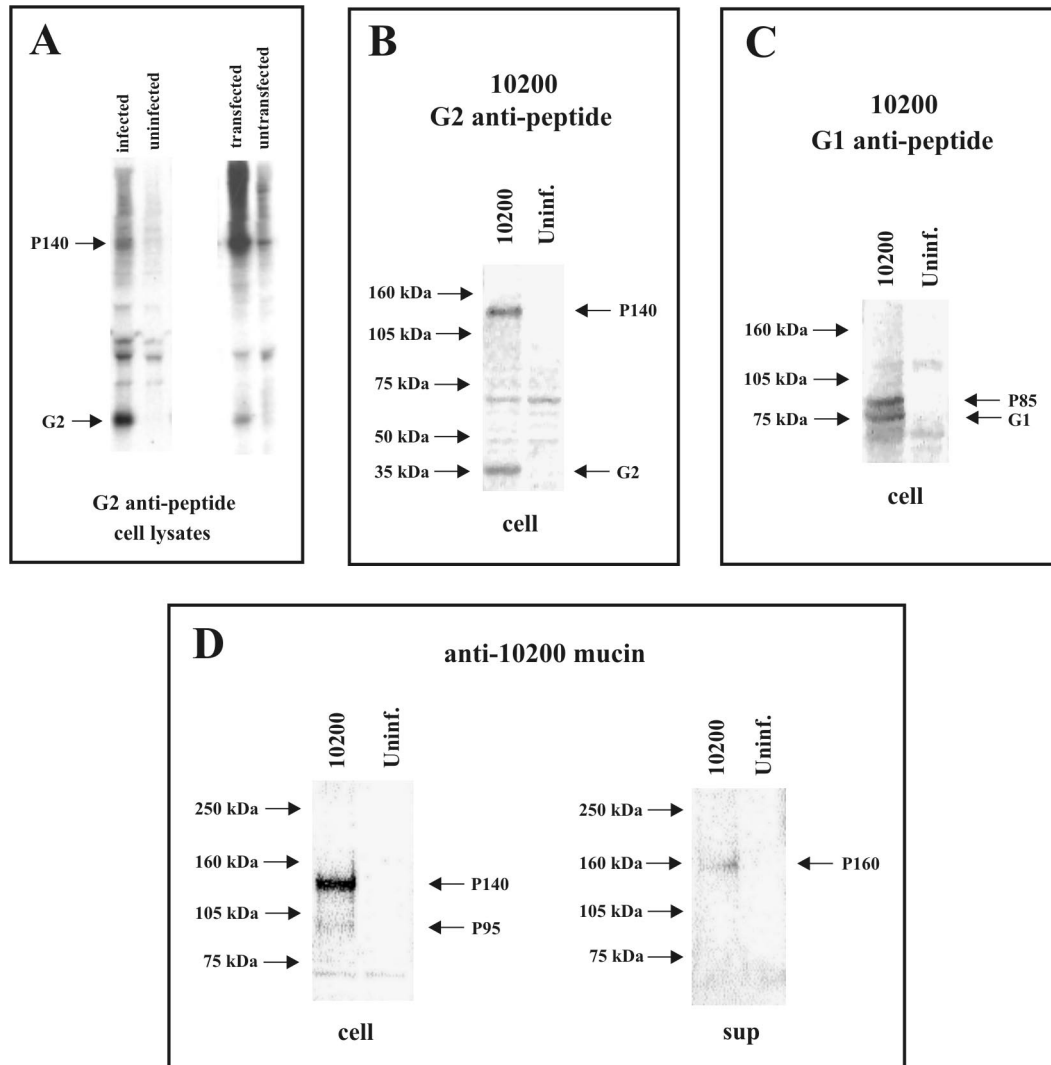 A
infected
uninfected
transfected
untransfected
P140
G2
G2 anti-peptide
cell lysates
B
10200
G2 anti-peptide
10200
Uninf.
160 kDa
P140
105 kDa
75 kDa
50 kDa
35 kDa
G2
cell
C
10200
G1 anti-peptide
10200
Uninf.
160 kDa
105 kDa
P85
75 kDa
G1
cell
D
anti-10200 mucin
10200
Uninf.
250 kDa
160 kDa
P140
105 kDa
P95
75 kDa
cell
10200
Uninf.
250 kDa
160 kDa
P160
105 kDa
75 kDa
sup